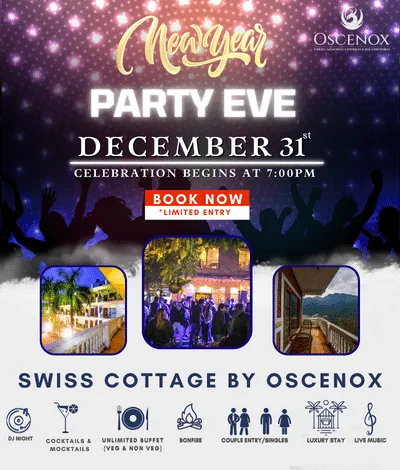 New Year
OSCENOX
PARTY EVE
DECEMBER 31st
CELEBRATION BEGINS AT 7:00PM
BOOK NOW
*LIMITED ENTRY
SWISS COTTAGE BY OSCENOX
DJ NIGHT
COCKTAILS &
MOCKTAILS
UNLIMITED BUFFET
(VEG & NON VEG)
BONFIRE
COUPLE ENTRY/SINGLES
LUXURY STAY
LIVE MUSIC